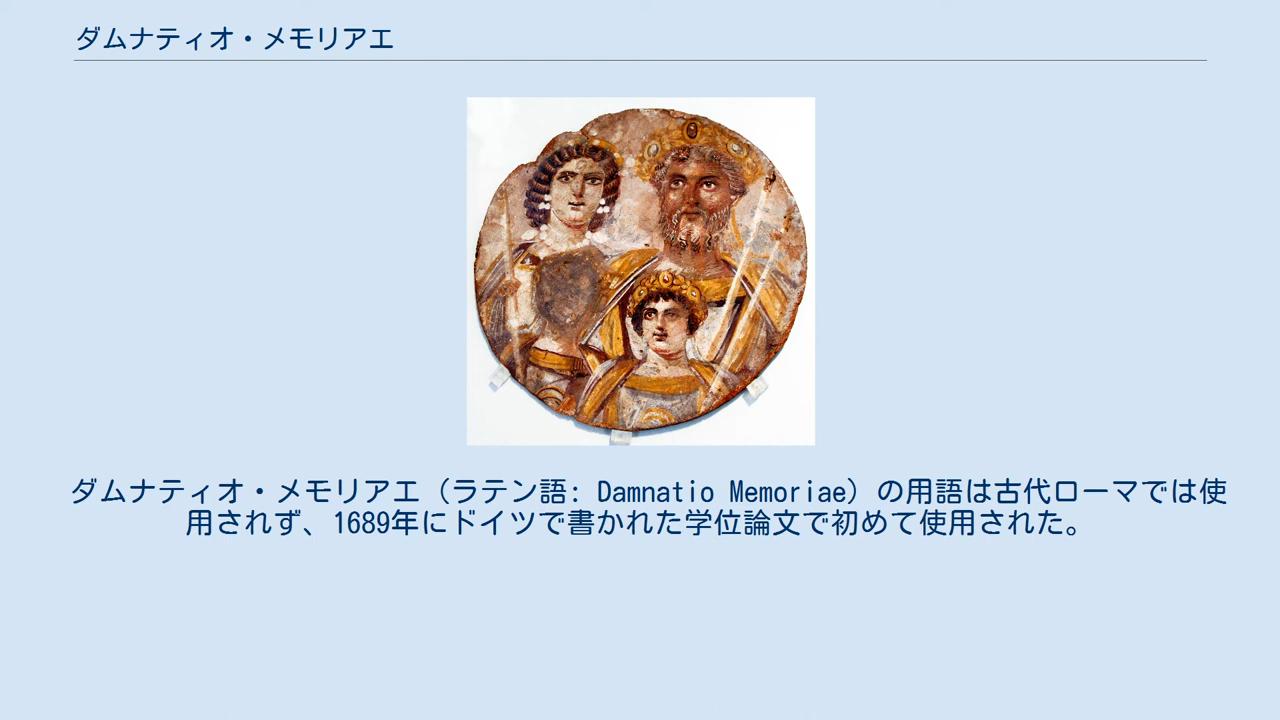 ダムナティオ・メモリアエ
ダムナティオ・メモリアエ（ラテン語: Damnatio Memoriae）の用語は古代ローマでは使
用されず、1689年にドイツで書かれた学位論文で初めて使用された。